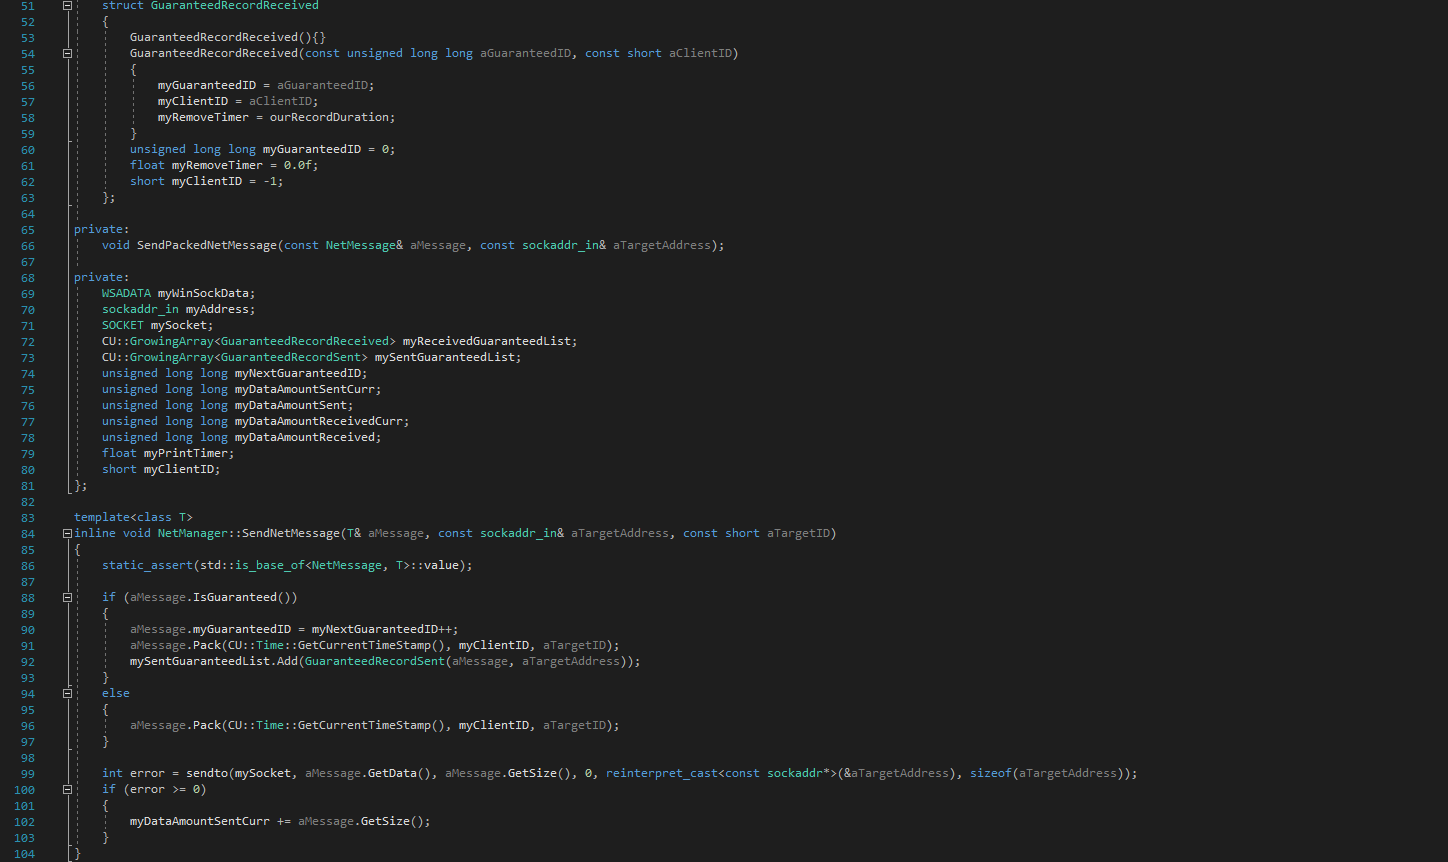 51 struct GuaranteedRecordReceived
52 {
53 GuaranteedRecordReceived(){}
54 GuaranteedRecordReceived(const unsigned long long aGuaranteedID, const short aClientID)
55 {
56 myGuaranteedID = aGuaranteedID;
57 myClientID = aClientID;
58 myRemoveTimer = ourRecordDuration;
59 }
60 unsigned long long myGuaranteedID = 0;
61 float myRemoveTimer = 0.0f;
62 short myClientID = -1;
63 };
64
65 private:
66 void SendPackedNetMessage(const NetMessage& aMessage, const sockaddr_in& aTargetAddress);
67
68 private:
69 WSADATA myWinSockData;
70 sockaddr_in myAddress;
71 SOCKET mySocket;
72 CU::GrowingArray<GuaranteedRecordReceived> myReceivedGuaranteedList;
73 CU::GrowingArray<GuaranteedRecordSent> mySentGuaranteedList;
74 unsigned long long myNextGuaranteedID;
75 unsigned long long myDataAmountSentCurr;
76 unsigned long long myDataAmountSent;
77 unsigned long long myDataAmountReceivedCurr;
78 unsigned long long myDataAmountReceived;
79 float myPrintTimer;
80 short myClientID;
81 };
82
83 template<class T>
84 inline void NetManager::SendNetMessage(T& aMessage, const sockaddr_in& aTargetAddress, const short aTargetID)
85 {
86 static_assert(std::is_base_of<NetMessage, T>::value);
87
88 if (aMessage.IsGuaranteed())
89 {
90 aMessage.myGuaranteedID = myNextGuaranteedID++;
91 aMessage.Pack(CU::Time::GetCurrentTimeStamp(), myClientID, aTargetID);
92 mySentGuaranteedList.Add(GuaranteedRecordSent(aMessage, aTargetAddress));
93 }
94 else
95 {
96 aMessage.Pack(CU::Time::GetCurrentTimeStamp(), myClientID, aTargetID);
97 }
98
99 int error = sendto(mySocket, aMessage.GetData(), aMessage.GetSize(), 0, reinterpret_cast<const sockaddr*>(&aTargetAddress), sizeof(aTargetAddress));
100 if (error >= 0)
101 {
102 myDataAmountSentCurr += aMessage.GetSize();
103 }
104 }